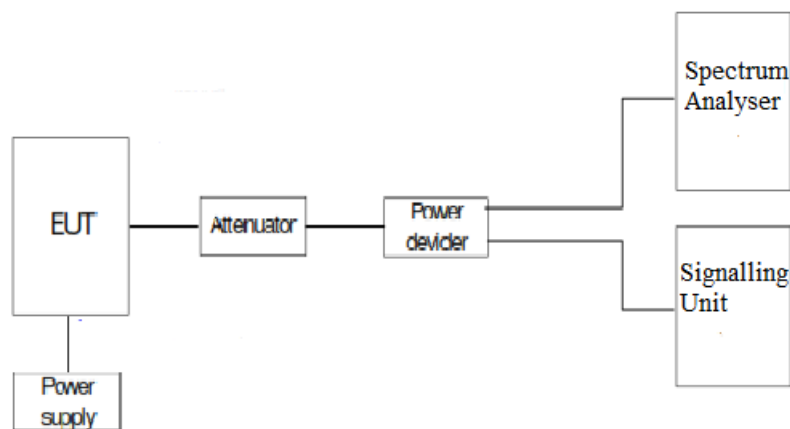 Spectrum
Analyser
EUT
Attenuator
Power
devider
Signalling
Unit
Power
supply